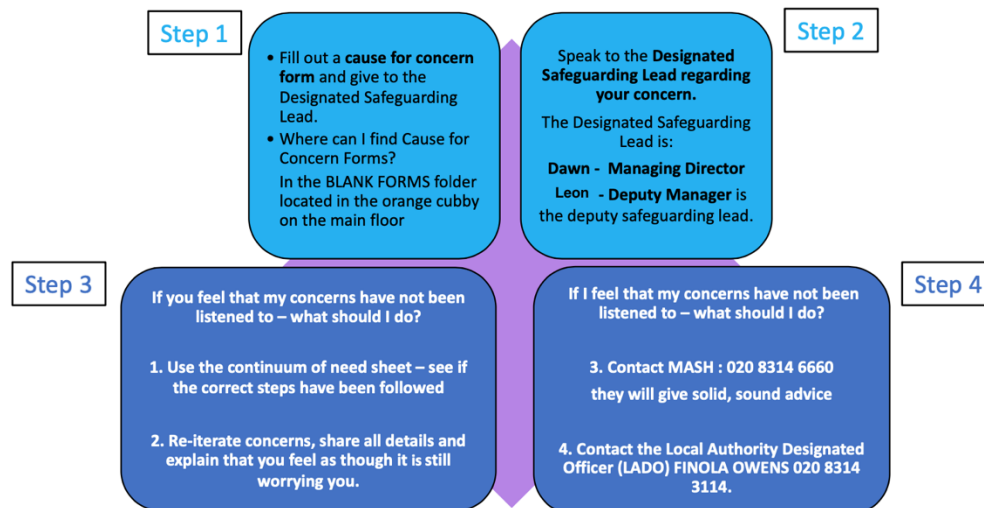 Step 1
• Fill out a cause for concern
form and give to the
Designated Safeguarding
Lead.
• Where can I find Cause for
Concern Forms?
In the BLANK FORMS folder
located in the orange cubby
on the main floor
Step 2
Speak to the Designated
Safeguarding Lead regarding
your concern.
The Designated Safeguarding
Lead is:
Dawn - Managing Director
Leon - Deputy Manager is
the deputy safeguarding lead.
Step 3
If you feel that my concerns have not been
listened to – what should I do?
1. Use the continuum of need sheet – see if
the correct steps have been followed
2. Re-iterate concerns, share all details and
explain that you feel as though it is still
worrying you.
Step 4
If I feel that my concerns have not been
listened to – what should I do?
3. Contact MASH : 020 8314 6660
they will give solid, sound advice
4. Contact the Local Authority Designated
Officer (LADO) FINOLA OWENS 020 8314
3114.